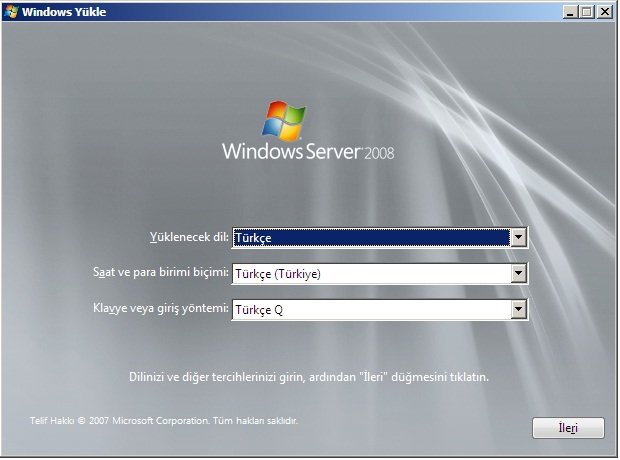 Windows Yükle
Windows Server 2008
Yüklenecek dil: Türkçe
Saat ve para birimi biçimi: Türkçe (Türkiye)
Klavye veya giriş yöntemi: Türkçe Q
Dilinizi ve diğer tercihlerinizi girin, ardından "İleri" düğmesini tıklatın.
Telif Hakkı © 2007 Microsoft Corporation. Tüm hakları saklıdır.
İleri